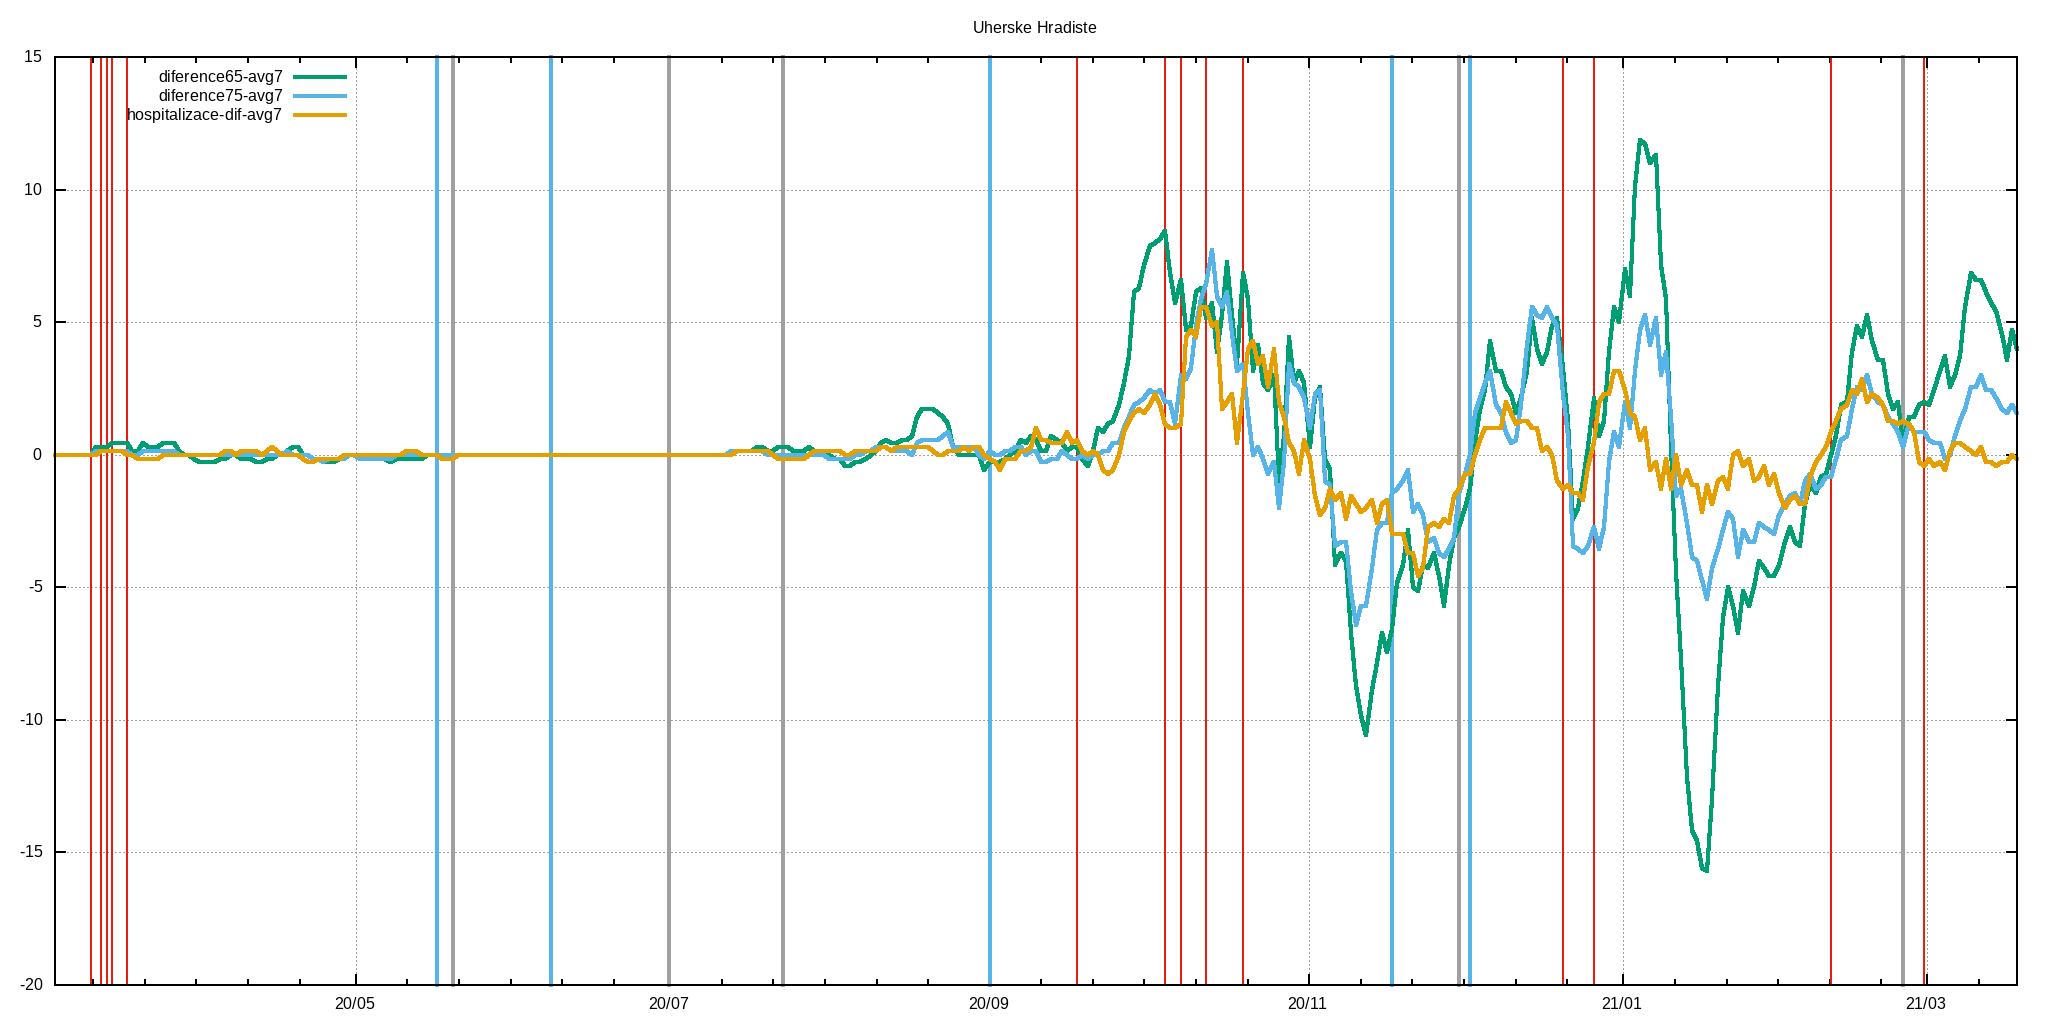 Uherske Hradiste
15
diference65-avg7
diference75-avg7
hospitalizace-dif-avg7
10
5
0
-5
-10
-15
-20
20/05 20/07 20/09 20/11 21/01 21/03